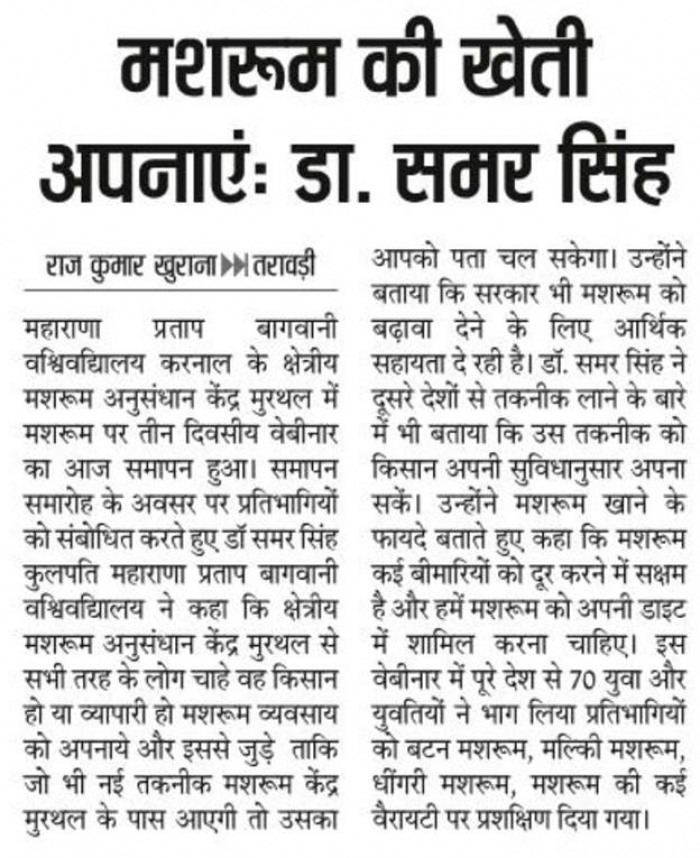 मशरूम की खेती
अपनाएंः डा. समर सिंह
राज कुमार खुराना▶▶|तरावड़ी
महाराणा प्रताप बागवानी
वश्विवद्यिालय करनाल के क्षेत्रीय
मशरूम अनुसंधान केंद्र मुरथल में
मशरूम पर तीन दिवसीय वेबीनार
का आज समापन हुआ। समापन
समारोह के अवसर पर प्रतिभागियों
को संबोधित करते हुए डॉ समर सिंह
कुलपति महाराणा प्रताप बागवानी
वश्विवद्यिालय ने कहा कि क्षेत्रीय
मशरूम अनुसंधान केंद्र मुरथल से
सभी तरह के लोग चाहे वह किसान
हो या व्यापारी हो मशरूम व्यवसाय
को अपनाये और इससे जुड़े ताकि
जो भी नई तकनीक मशरूम केंद्र
मुरथल के पास आएगी तो उसका
आपको पता चल सकेगा। उन्होंने
बताया कि सरकार भी मशरूम को
बढ़ावा देने के लिए आर्थिक
सहायता दे रही है। डॉ. समर सिंह ने
दूसरे देशों से तकनीक लाने के बारे
में भी बताया कि उस तकनीक को
किसान अपनी सुविधानुसार अपना
सकें। उन्होंने मशरूम खाने के
फायदे बताते हुए कहा कि मशरूम
कई बीमारियों को दूर करने में सक्षम
है और हमें मशरूम को अपनी डाइट
में शामिल करना चाहिए। इस
वेबीनार में पूरे देश से 70 युवा और
युवतियों ने भाग लिया प्रतिभागियों
को बटन मशरूम, मल्किी मशरूम,
धींगरी मशरूम, मशरूम की कई
वैरायटी पर प्रशक्षिण दिया गया।